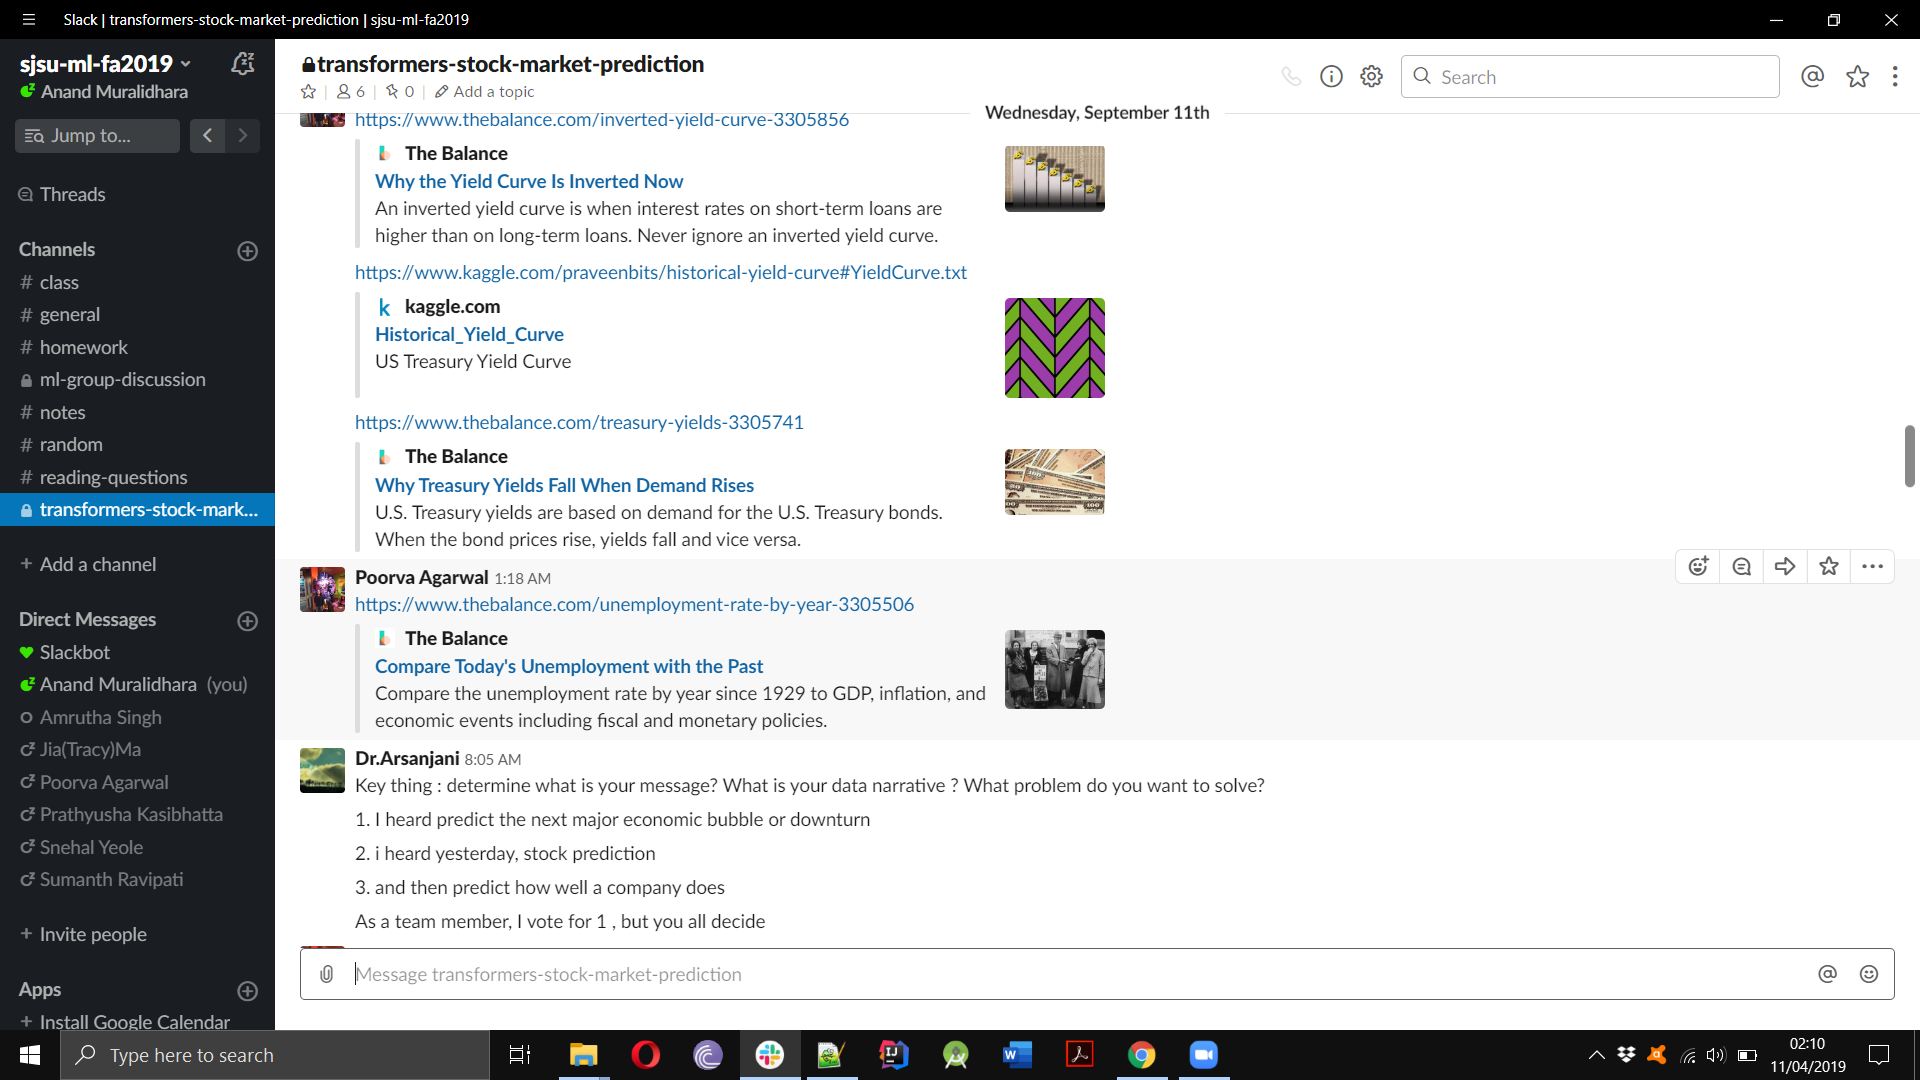 Slack | transformers-stock-market-prediction | sjsu-ml-fa2019
sjsu-ml-fa2019
Anand Muralidhara
Jump to...
Threads
Channels
# class
# general
# homework
ml-group-discussion
# notes
# random
# reading-questions
transformers-stock-mark...
+ Add a channel
Direct Messages
Slackbot
Anand Muralidhara (you)
Amrutha Singh
Jia(Tracy)Ma
Poorva Agarwal
Prathyusha Kasibhatta
Snehal Yeole
Sumanth Ravipati
+ Invite people
Apps
+ Install Google Calendar
transformers-stock-market-prediction
6 | 0 | Add a topic
Search
Wednesday, September 11th
https://www.thebalance.com/inverted-yield-curve-3305856
The Balance
Why the Yield Curve Is Inverted Now
An inverted yield curve is when interest rates on short-term loans are
higher than on long-term loans. Never ignore an inverted yield curve.
https://www.kaggle.com/praveenbits/historical-yield-curve#YieldCurve.txt
k kaggle.com
Historical_Yield_Curve
US Treasury Yield Curve
https://www.thebalance.com/treasury-yields-3305741
The Balance
Why Treasury Yields Fall When Demand Rises
U.S. Treasury yields are based on demand for the U.S. Treasury bonds.
When the bond prices rise, yields fall and vice versa.
Poorva Agarwal 1:18 AM
https://www.thebalance.com/unemployment-rate-by-year-3305506
The Balance
Compare Today's Unemployment with the Past
Compare the unemployment rate by year since 1929 to GDP, inflation, and
economic events including fiscal and monetary policies.
Dr.Arsanjani 8:05 AM
Key thing : determine what is your message? What is your data narrative ? What problem do you want to solve?
1. I heard predict the next major economic bubble or downturn
2. i heard yesterday, stock prediction
3. and then predict how well a company does
As a team member, I vote for 1 , but you all decide
Message transformers-stock-market-prediction
Type here to search
02:10
11/04/2019